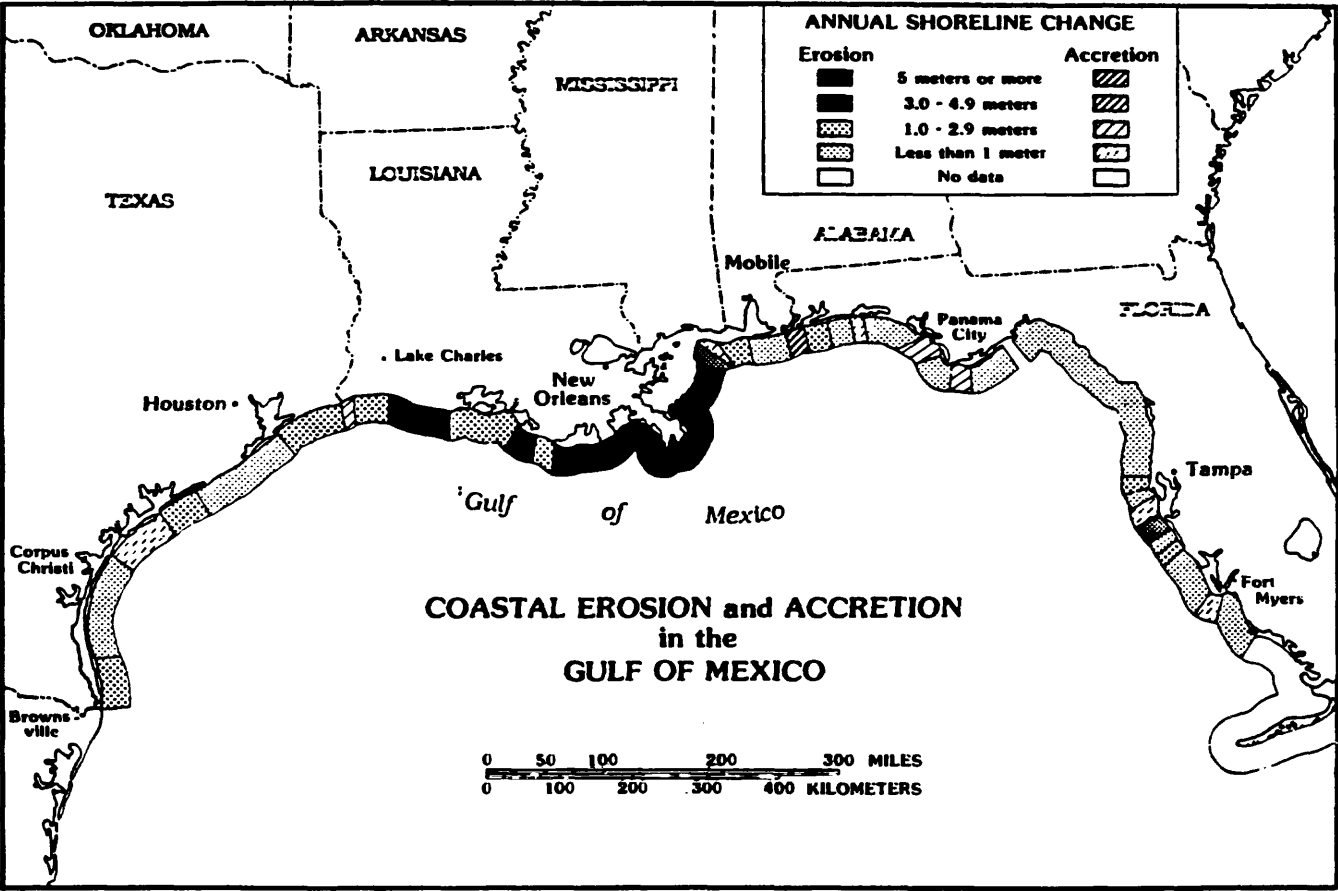 OKLAHOMA
ARKANSAS
MISSISSIPPI
TEXAS
LOUISIANA
ALABAMA
FLORIDA
ANNUAL SHORELINE CHANGE
Erosion Accretion
5 meters or more
3.0 - 4.9 meters
1.0 - 2.9 meters
Less than 1 meter
No data
Mobile
Panama
City
Lake Charles
New
Orleans
Houston
Tampa
Gulf of Mexico
Corpus
Christi
Fort
Myers
Browns
ville
COASTAL EROSION and ACCRETION
in the
GULF OF MEXICO
0 50 100 200 300 MILES
0 100 200 300 400 KILOMETERS